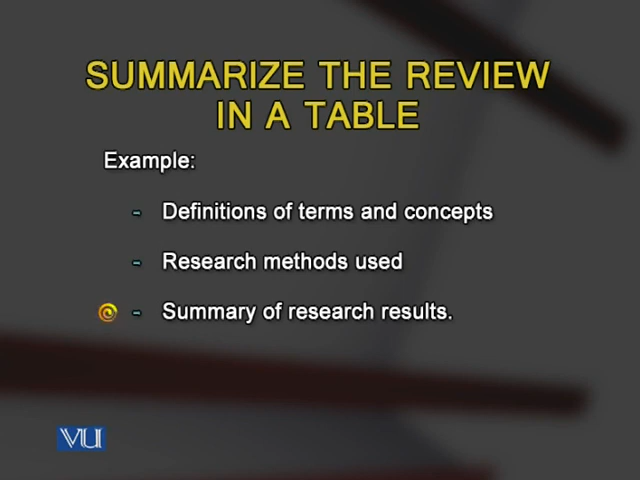 SUMMARIZE THE REVIEW
IN A TABLE
Example:
- Definitions of terms and concepts
- Research methods used
- Summary of research results.
VU